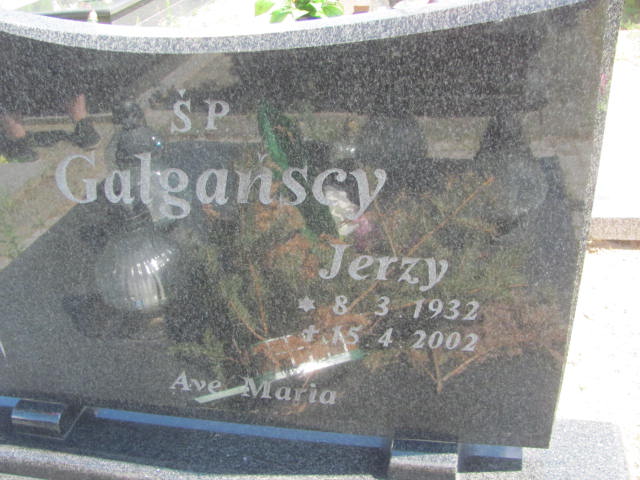 ŚP
Galgańscy
Jerzy
* 8 3 1932
✝ 15 4 2002
Ave Maria